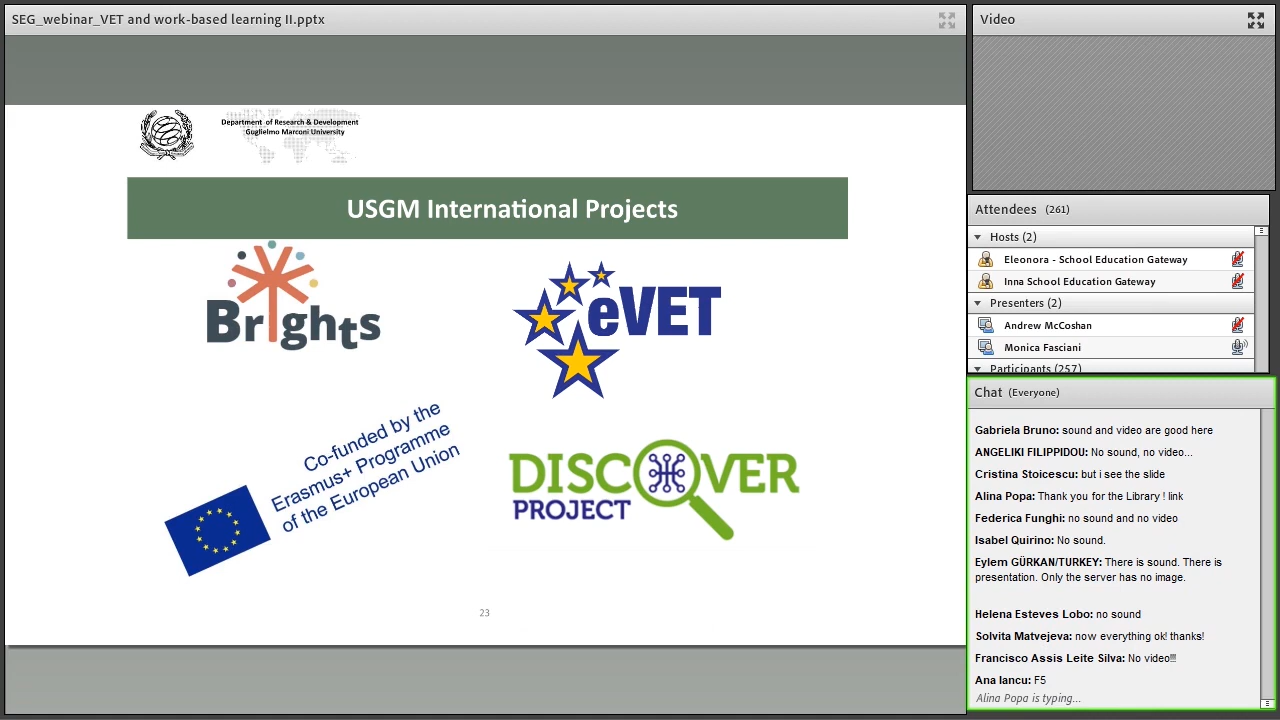 SEG_webinar_VET and work-based learning II.pptx
Department of Research & Development
Guglielmo Marconi University
USGM International Projects
Brights
eVET
Co-funded by the
Erasmus+ Programme
of the European Union
DISCOVER
PROJECT
23
Video
Attendees (261)
Hosts (2)
Eleonora - School Education Gateway
Inna School Education Gateway
Presenters (2)
Andrew McCoshan
Monica Fasciani
Participants (257)
Chat (Everyone)
Gabriela Bruno: sound and video are good here
ANGELIKI FILIPPIDOU: No sound, no video...
Cristina Stoicescu: but i see the slide
Alina Popa: Thank you for the Library ! link
Federica Funghi: no sound and no video
Isabel Quirino: No sound.
Eylem GÜRKAN/TURKEY: There is sound. There is
presentation. Only the server has no image.
Helena Esteves Lobo: no sound
Solvita Matvejeva: now everything ok! thanks!
Francisco Assis Leite Silva: No video!!!
Ana Iancu: F5
Alina Popa is typing...